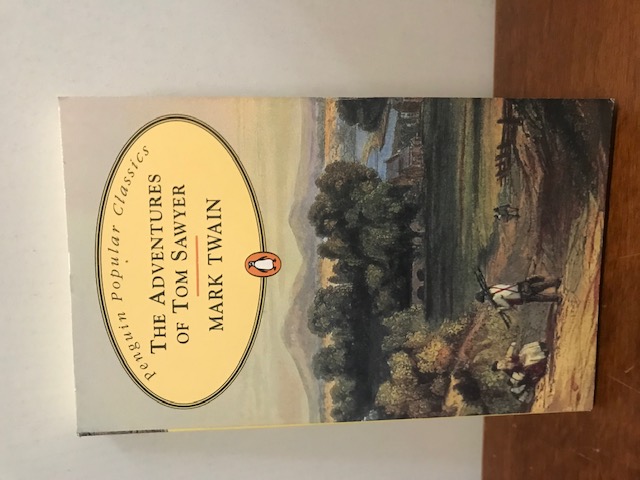 Penguin Popular Classics
THE ADVENTURES
OF TOM SAWYER
MARK TWAIN